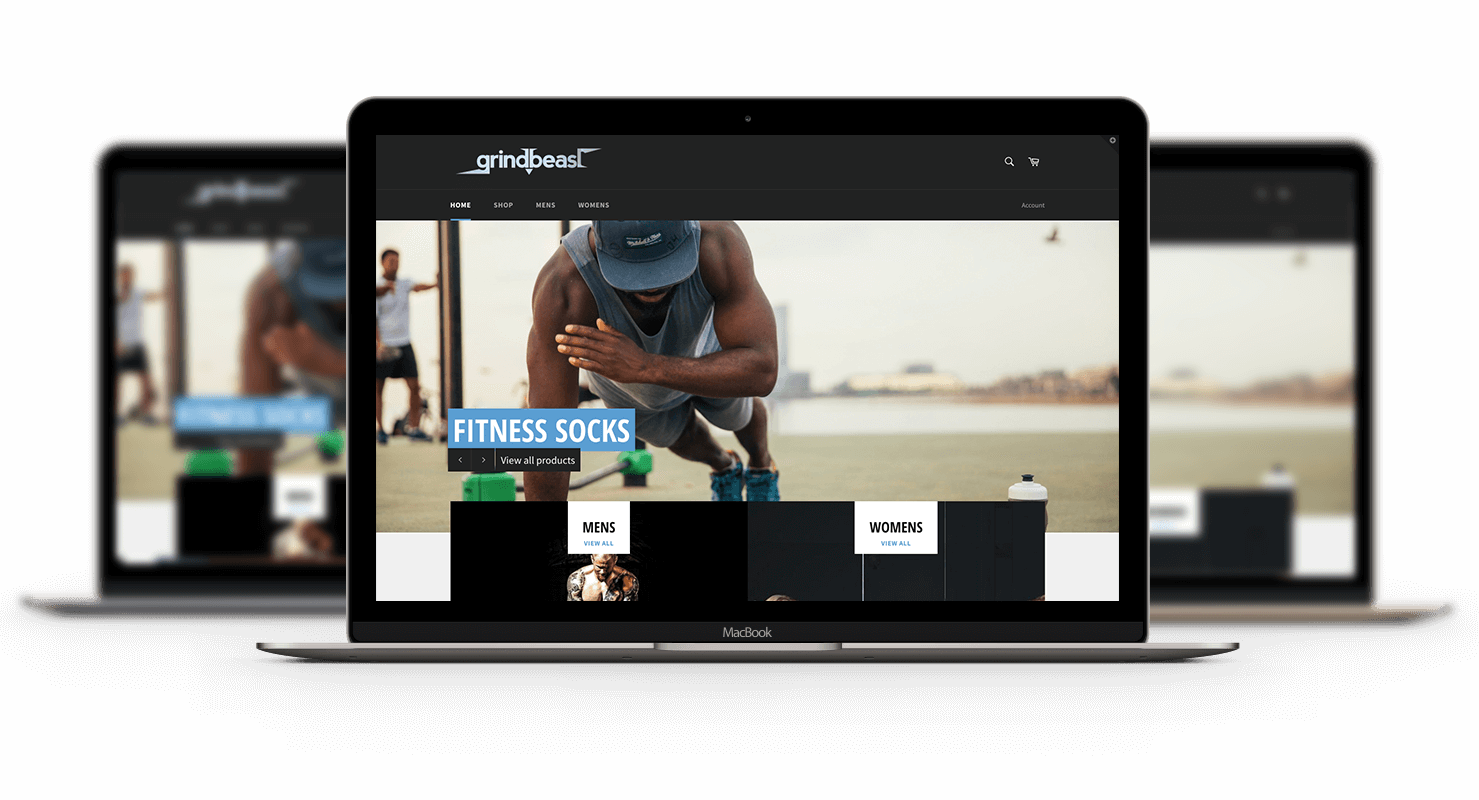 grindbeast
HOME SHOP MENS WOMENS Account
FITNESS SOCKS
View all products
MENS WOMENS
VIEW ALL VIEW ALL
MacBook